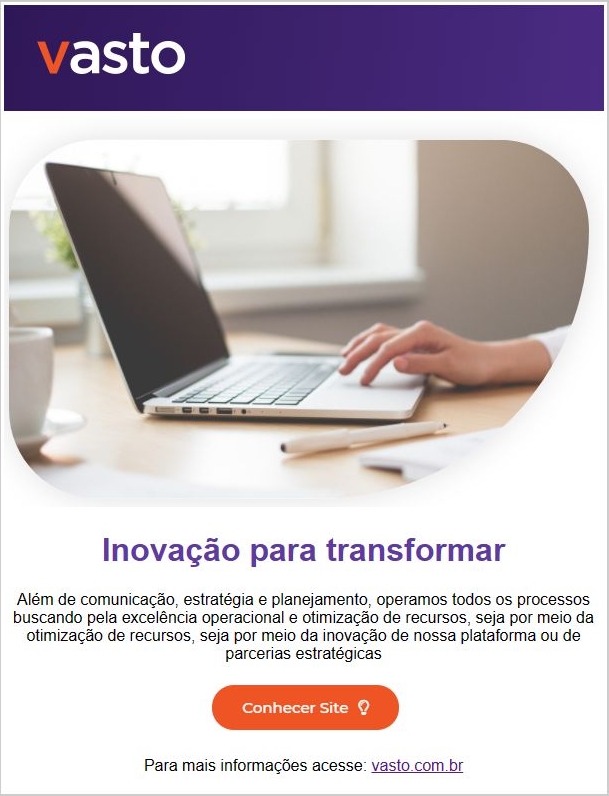 vasto
Inovação para transformar
Além de comunicação, estratégia e planejamento, operamos todos os processos
buscando pela excelência operacional e otimização de recursos, seja por meio da
otimização de recursos, seja por meio da inovação de nossa plataforma ou de
parcerias estratégicas
Conhecer Site
Para mais informações acesse: vasto.com.br